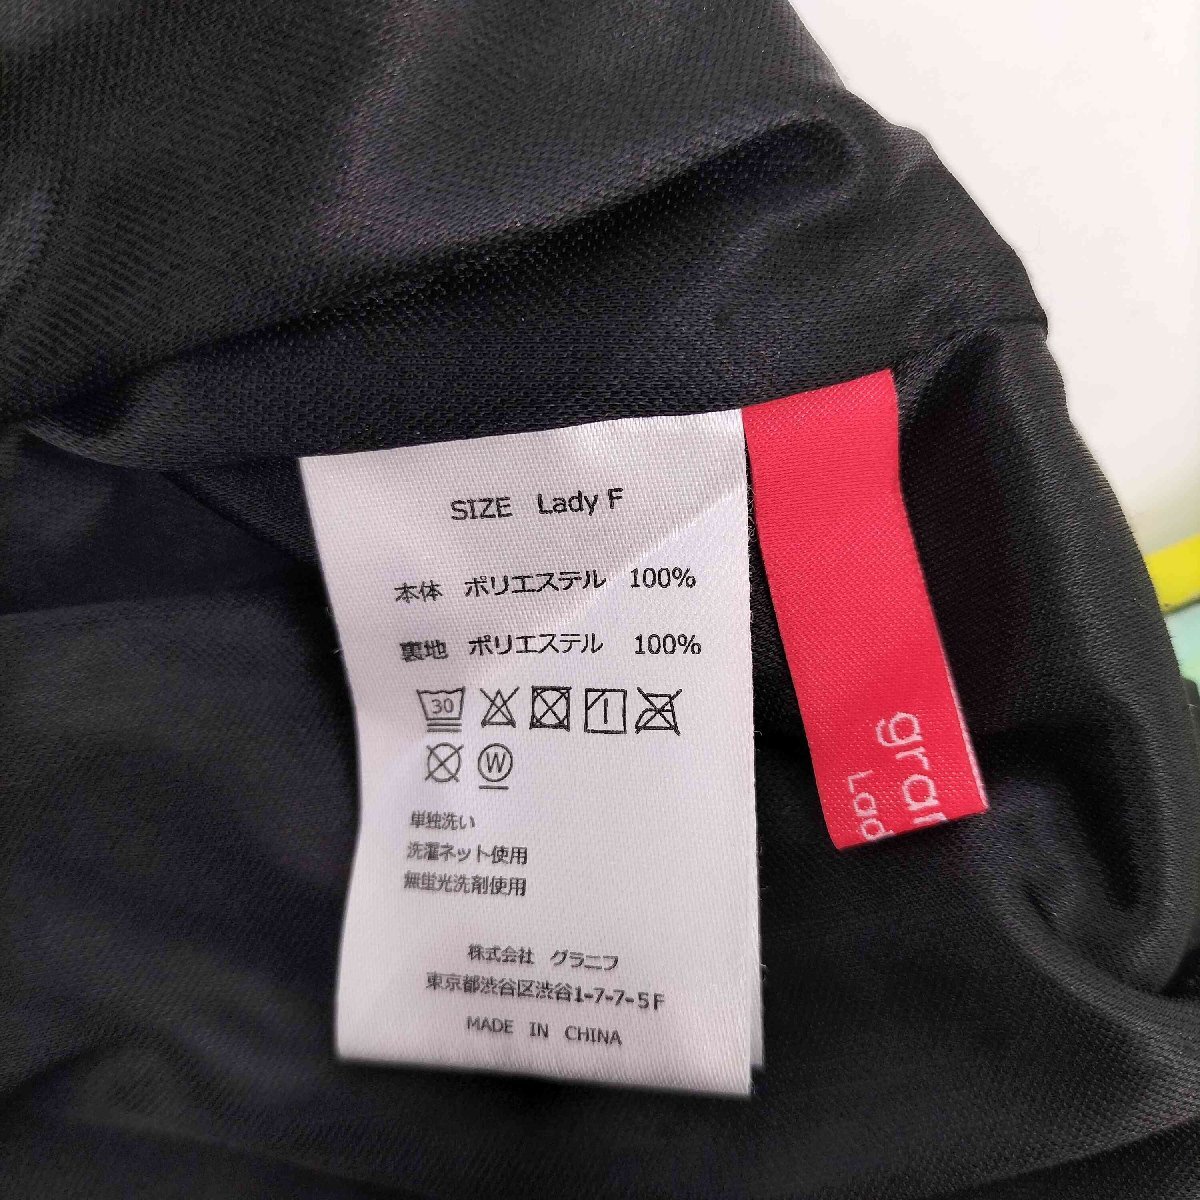 SIZE Lady F
本体 ポリエステル 100%
裏地 ポリエステル 100%
30
W
単独洗い
洗濯ネット使用
無蛍光洗剤使用
株式会社 グラニフ
東京都渋谷区渋谷1-7-7-5F
MADE IN CHINA